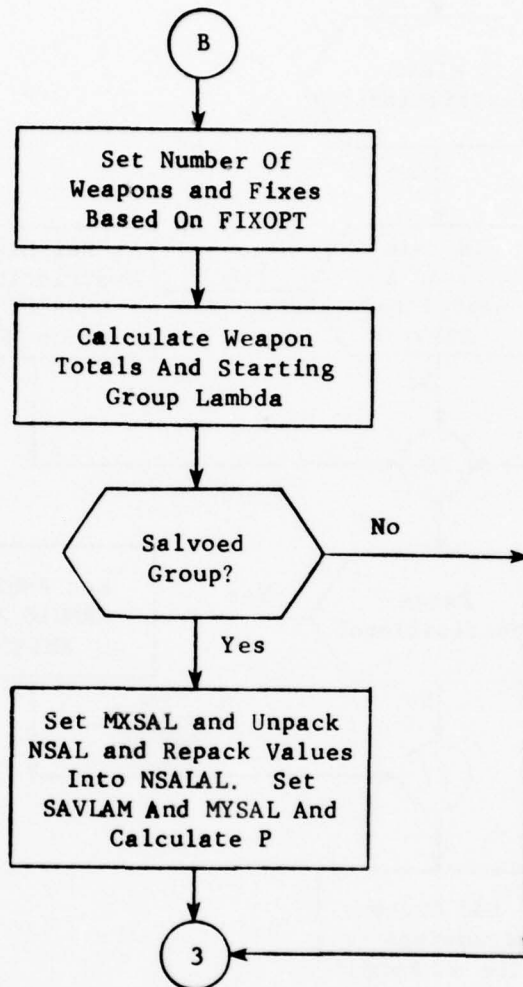 B
Set Number Of
Weapons and Fixes
Based On FIXOPT
Calculate Weapon
Totals And Starting
Group Lambda
Salvoed
Group?
No
Yes
Set MXSAL and Unpack
NSAL and Repack Values
Into NSALAL. Set
SAVLAM And MYSAL And
Calculate P
3